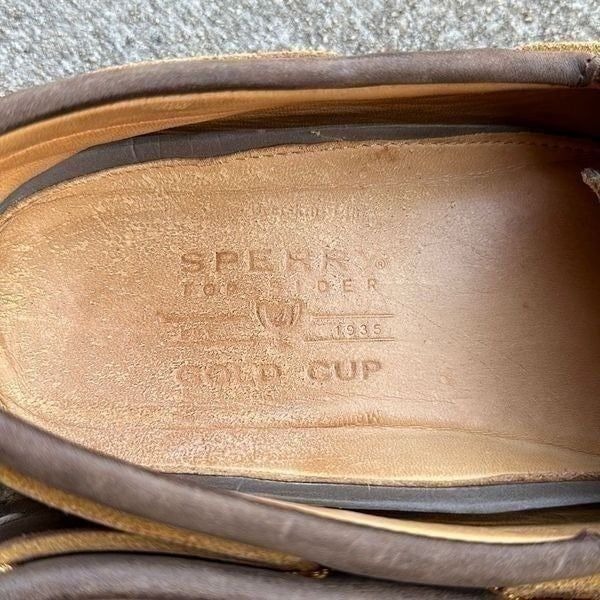 SPERRY®
TOP-SIDER
1935
GOLD CUP